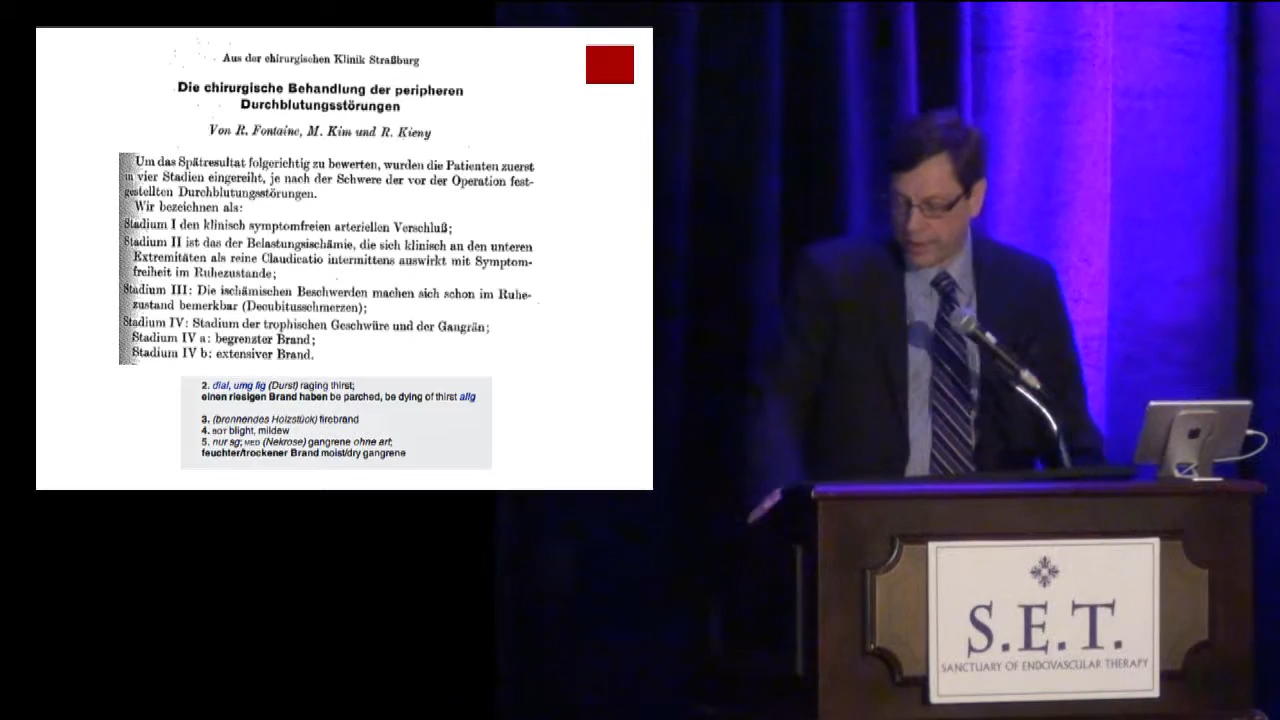 Aus der chirurgischen Klinik Straßburg
Die chirurgische Behandlung der peripheren
Durchblutungsstörungen
Von R. Fontaine, M. Kim und R. Kieny
Um das Spätresultat folgerichtig zu bewerten, wurden die Patienten zuerst
in vier Stadien eingereiht, je nach der Schwere der vor der Operation fest-
gestellten Durchblutungsstörungen.
Wir bezeichnen als:
Stadium I den klinisch symptomfreien arteriellen Verschluß;
Stadium II ist das der Belastungsischämie, die sich klinisch an den unteren
Extremitäten als reine Claudicatio intermittens auswirkt mit Symptom-
freiheit im Ruhezustande;
Stadium III: Die ischämischen Beschwerden machen sich schon im Ruhe-
zustand bemerkbar (Decubitusschmerzen);
Stadium IV: Stadium der trophischen Geschwüre und der Gangrän;
Stadium IV a: begrenzter Brand;
Stadium IV b: extensiver Brand.
2. dial, umg fig (Durst) raging thirst;
einen riesigen Brand haben be parched, be dying of thirst allg
3. (brennendes Holzstück) firebrand
4. BOT blight, mildew
5. nur sg; MED (Nekrose) gangrene ohne art;
feuchter/trockener Brand moist/dry gangrene
S.E.T.
SANCTUARY OF ENDOVASCULAR THERAPY